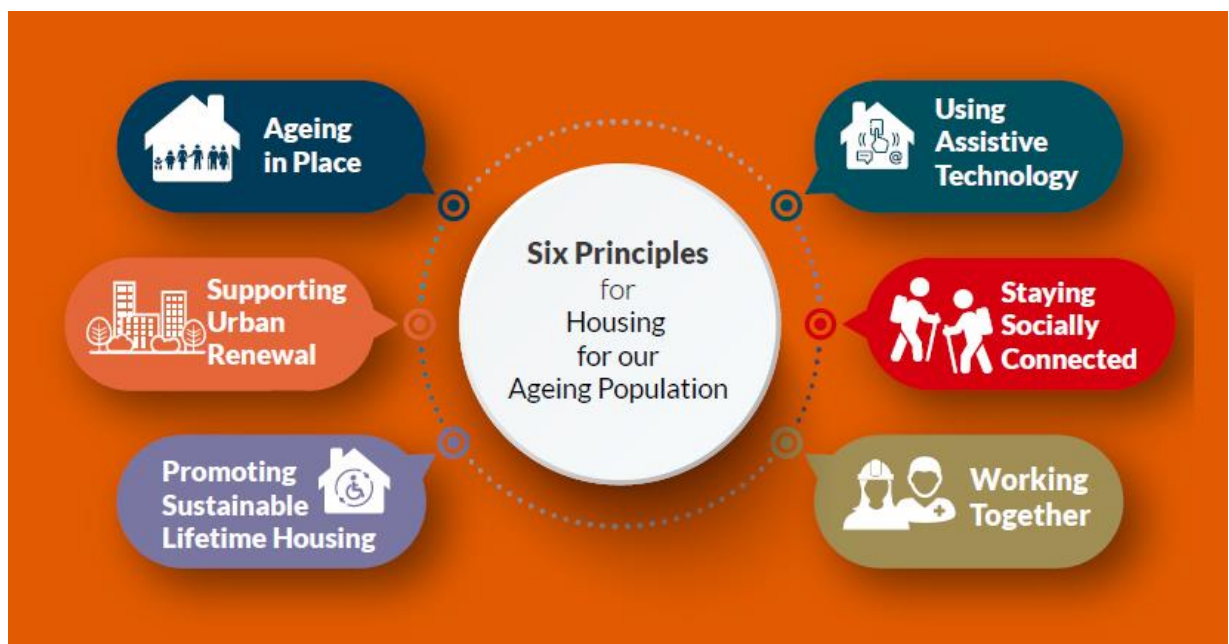 Ageing
in Place
Supporting
Urban
Renewal
Promoting
Sustainable
Lifetime Housing
Six Principles
for
Housing
for our
Ageing Population
Using
Assistive
Technology
@
Staying
Socially
Connected
Working
Together